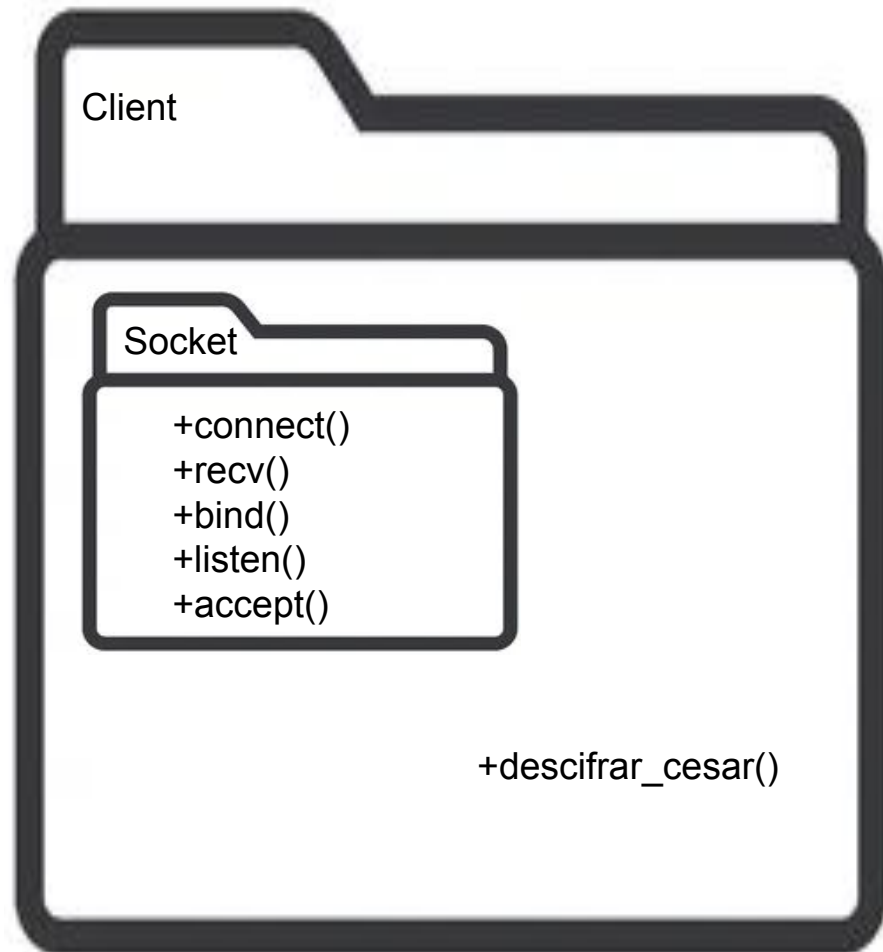 Client
Socket
+connect()
+recv()
+bind()
+listen()
+accept()
+descifrar_cesar()